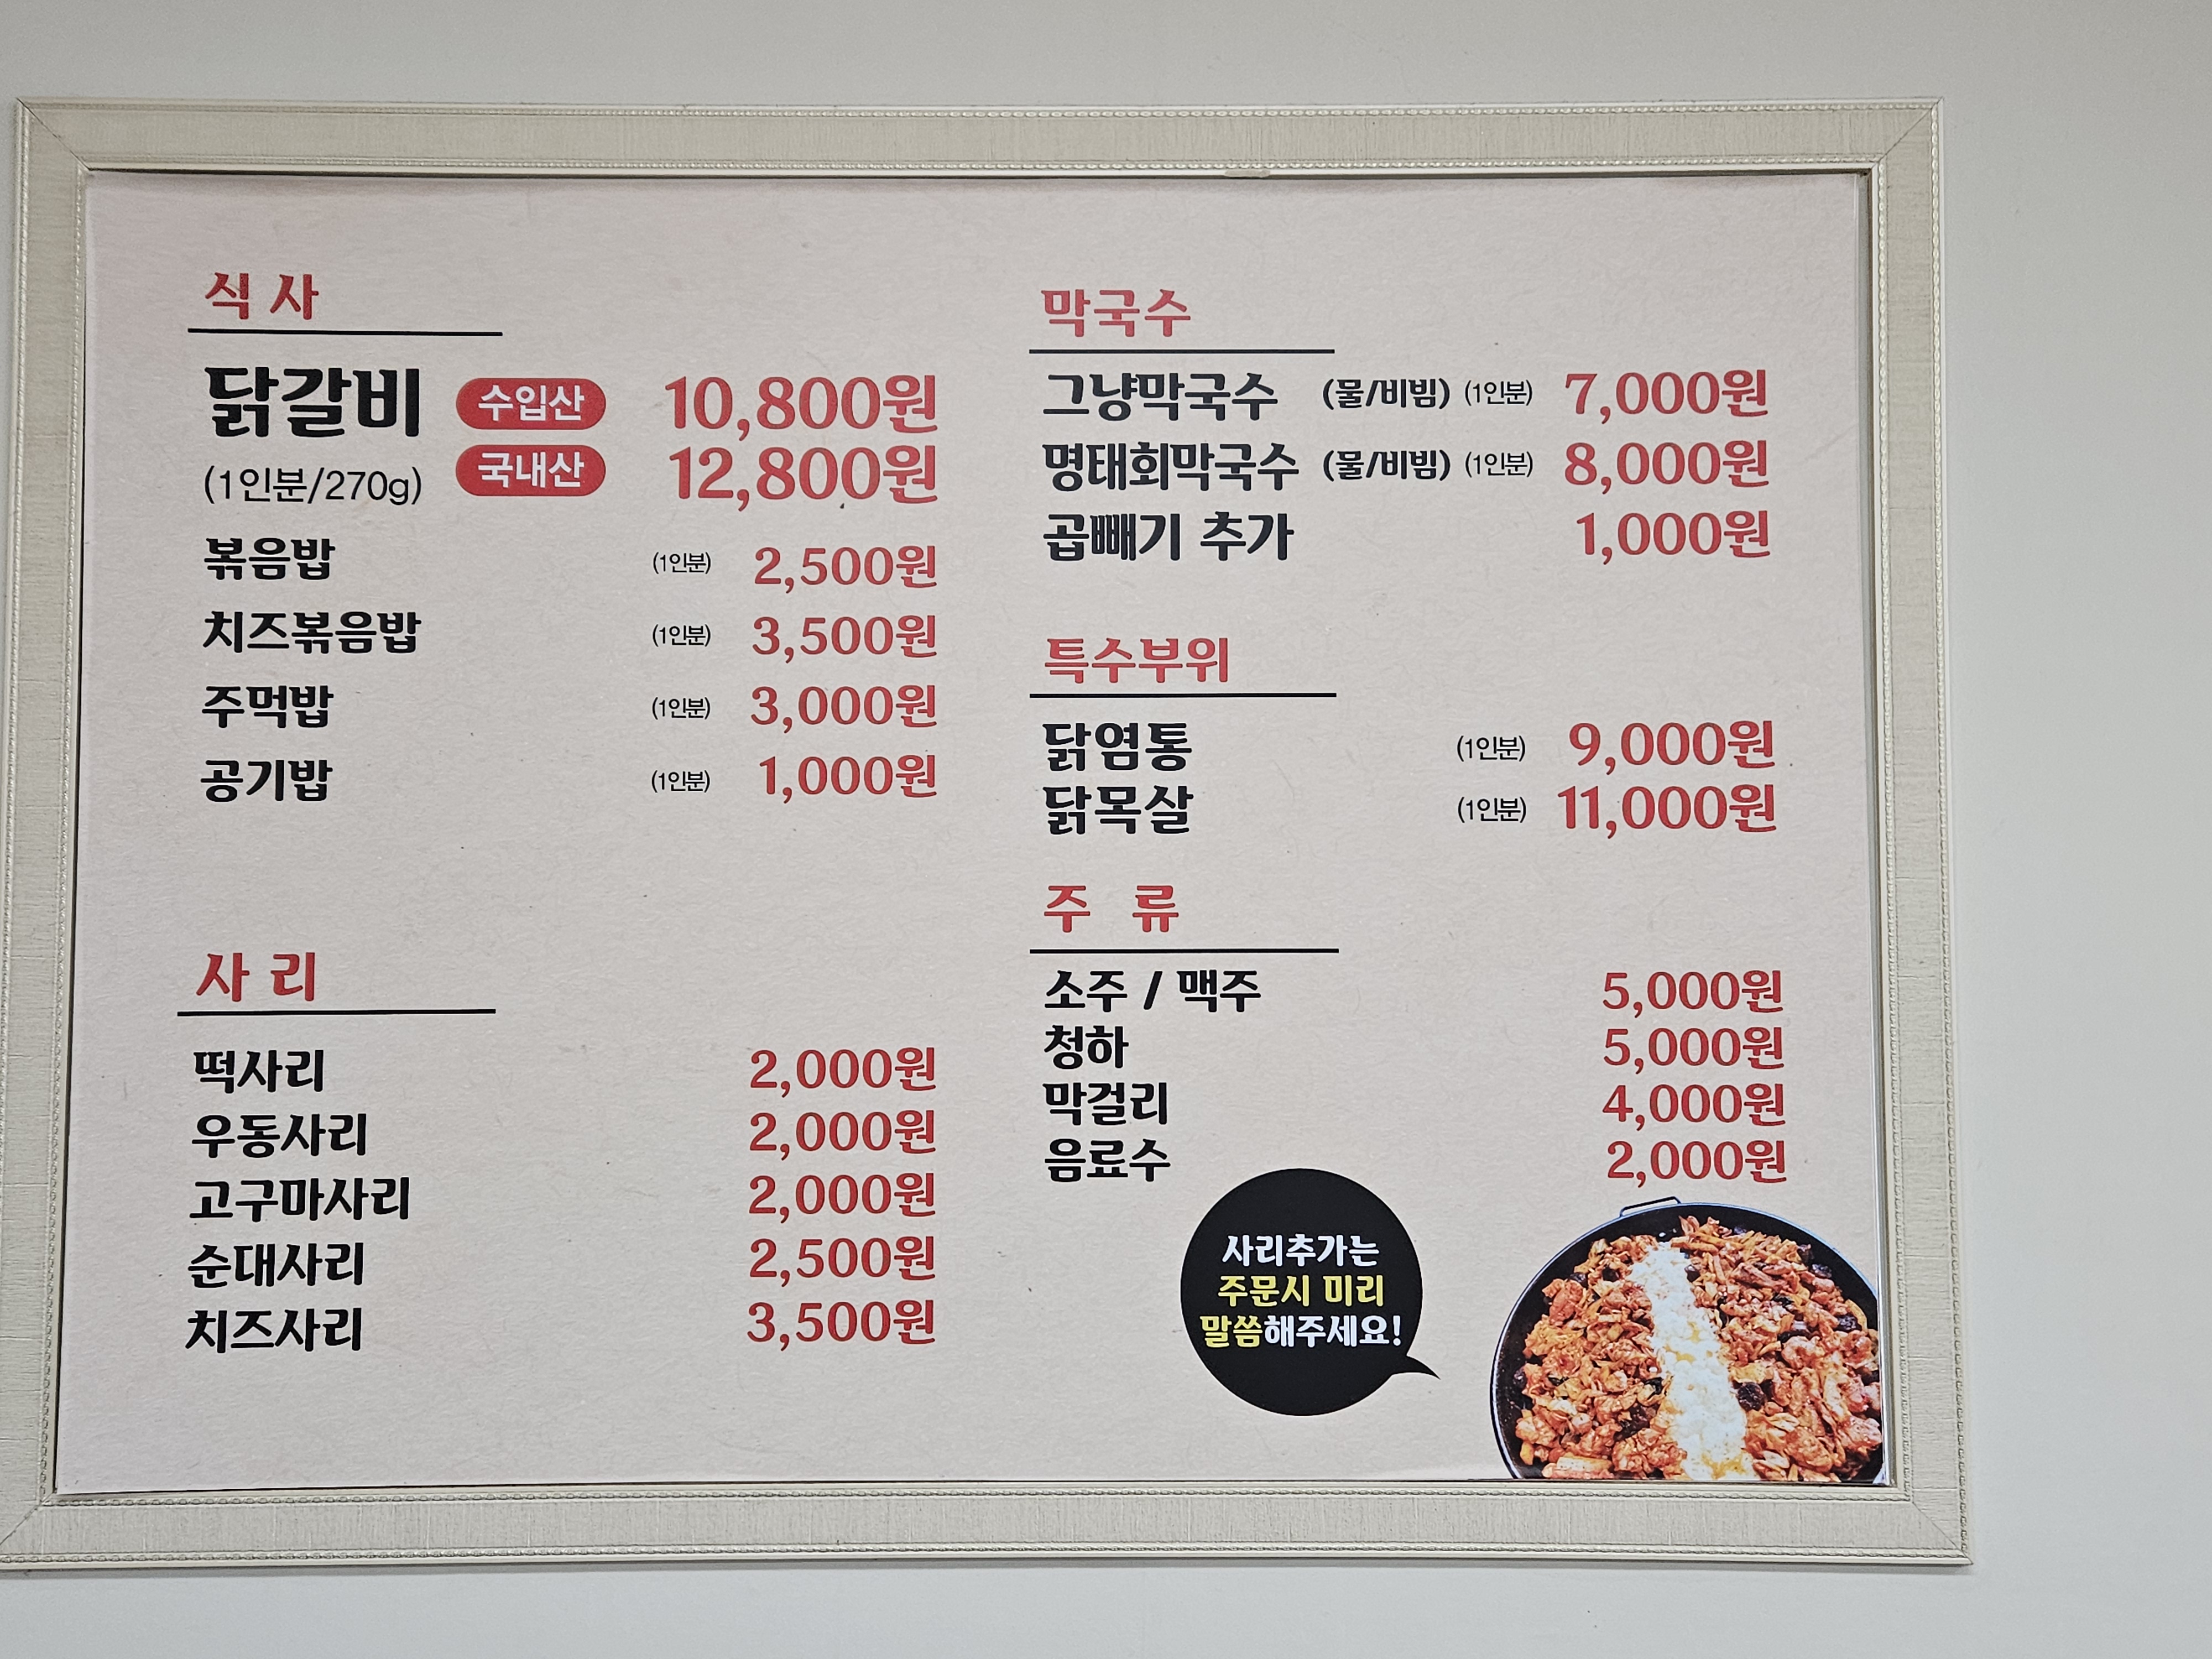 식 사
닭갈비 수입산 10,800원
(1인분/270g) 국내산 12,800원
볶음밥 (1인분) 2,500원
치즈볶음밥 (1인분) 3,500원
주먹밥 (1인분) 3,000원
공기밥 (1인분) 1,000원
사 리
떡사리 2,000원
우동사리 2,000원
고구마사리 2,000원
순대사리 2,500원
치즈사리 3,500원
막국수
그냥막국수 (물/비빔) (1인분) 7,000원
명태회막국수 (물/비빔) (1인분) 8,000원
곱빼기 추가 1,000원
특수부위
닭염통 (1인분) 9,000원
닭목살 (1인분) 11,000원
주 류
소주 / 맥주 5,000원
청하 5,000원
막걸리 4,000원
음료수 2,000원
사리추가는
주문시 미리
말씀해주세요!